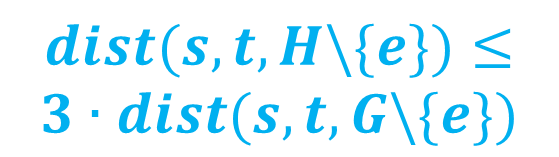 dist(s, t, H\{e}) ≤
3 · dist(s, t, G\{e})